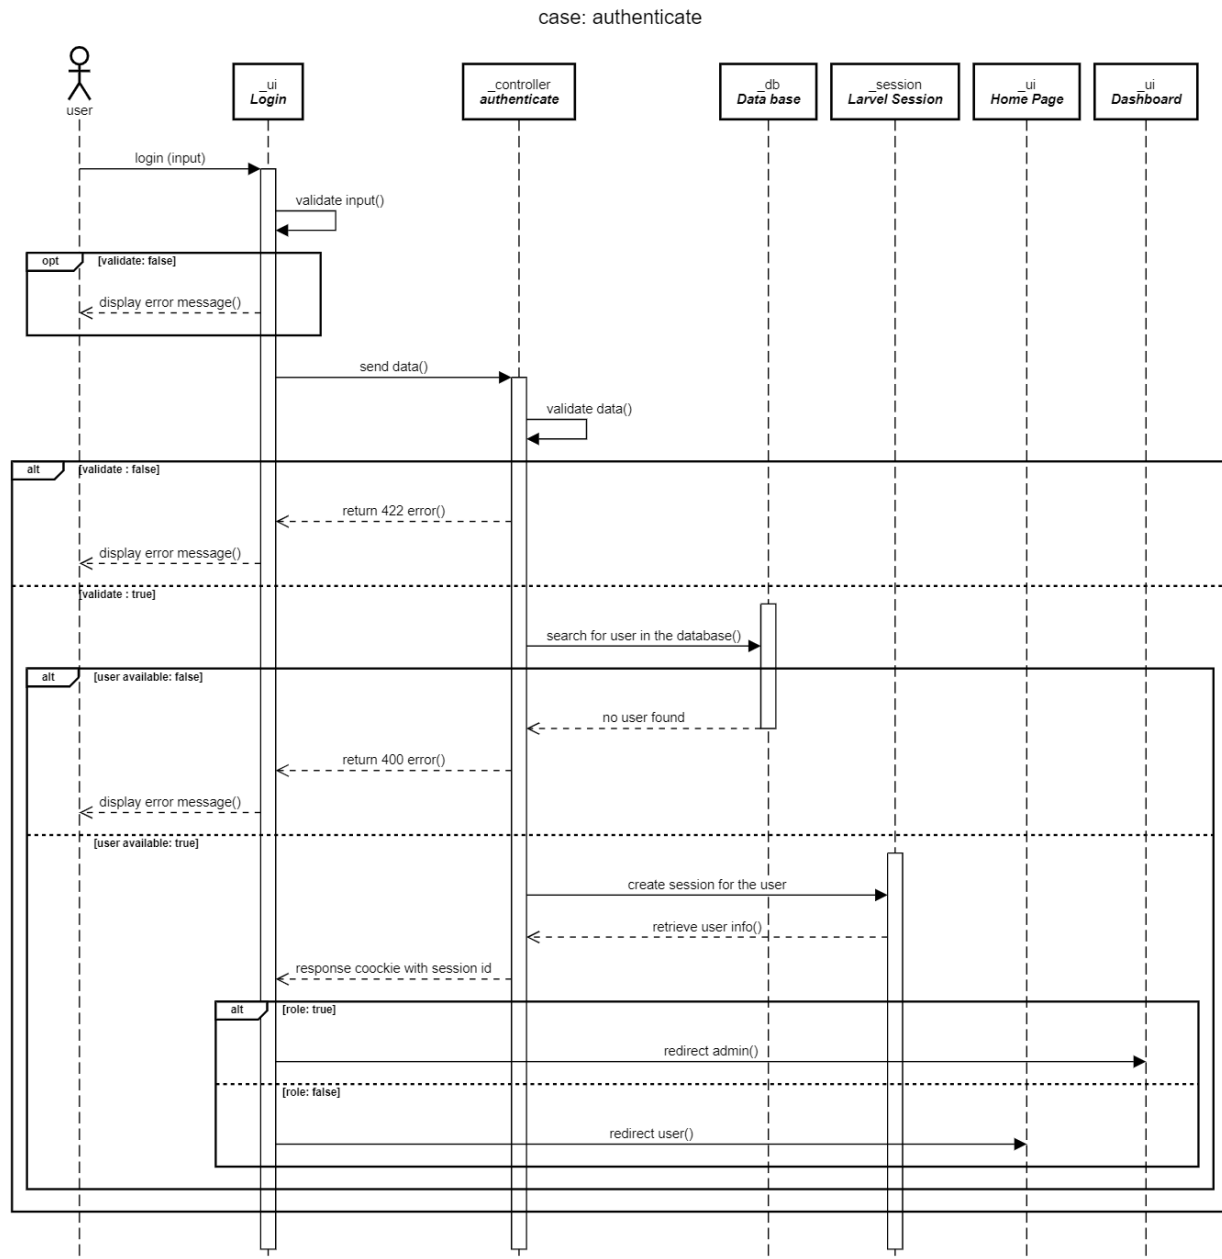 case: authenticate
user
_ui
Login
_controller
authenticate
_db
Data base
_session
Larvel Session
_ui
Home Page
_ui
Dashboard
login (input)
validate input()
opt
[validate: false]
display error message()
send data()
validate data()
alt
[validate : false]
return 422 error()
display error message()
[validate : true]
search for user in the database()
alt
[user available: false]
no user found
return 400 error()
display error message()
[user available: true]
create session for the user
retrieve user info()
response coockie with session id
alt
[role: true]
redirect admin()
[role: false]
redirect user()